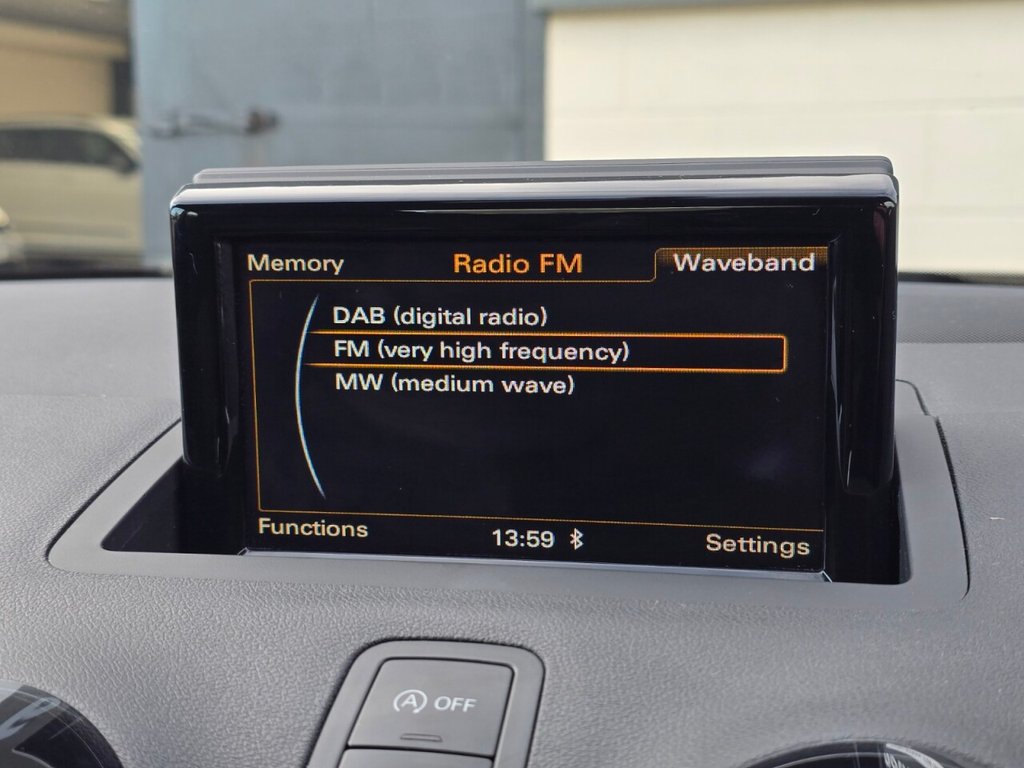 Memory Radio FM Waveband
DAB (digital radio)
FM (very high frequency)
MW (medium wave)
Functions 13:59 Settings
A OFF